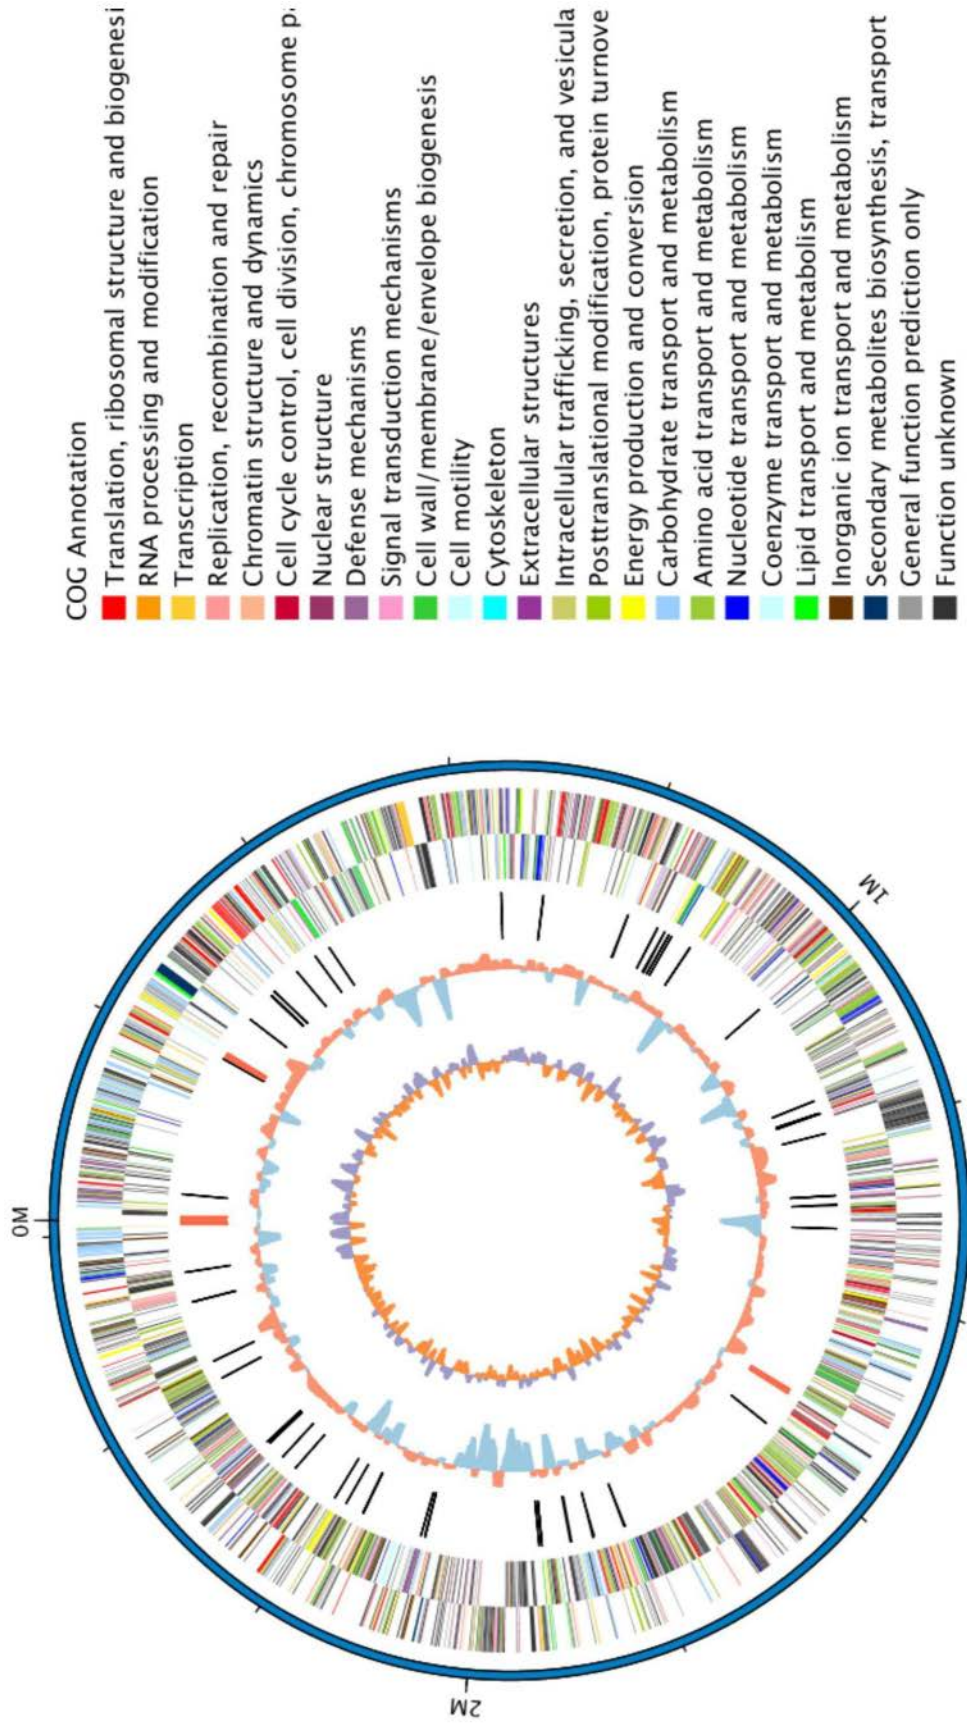 COG Annotation
Translation, ribosomal structure and biogenesi
RNA processing and modification
Transcription
Replication, recombination and repair
Chromatin structure and dynamics
Cell cycle control, cell division, chromosome p
Nuclear structure
Defense mechanisms
Signal transduction mechanisms
Cell wall/membrane/envelope biogenesis
Cell motility
Cytoskeleton
Extracellular structures
Intracellular trafficking, secretion, and vesicula
Posttranslational modification, protein turnove
Energy production and conversion
Carbohydrate transport and metabolism
Amino acid transport and metabolism
Nucleotide transport and metabolism
Coenzyme transport and metabolism
Lipid transport and metabolism
Inorganic ion transport and metabolism
Secondary metabolites biosynthesis, transport
General function prediction only
Function unknown
0M
1M
2M